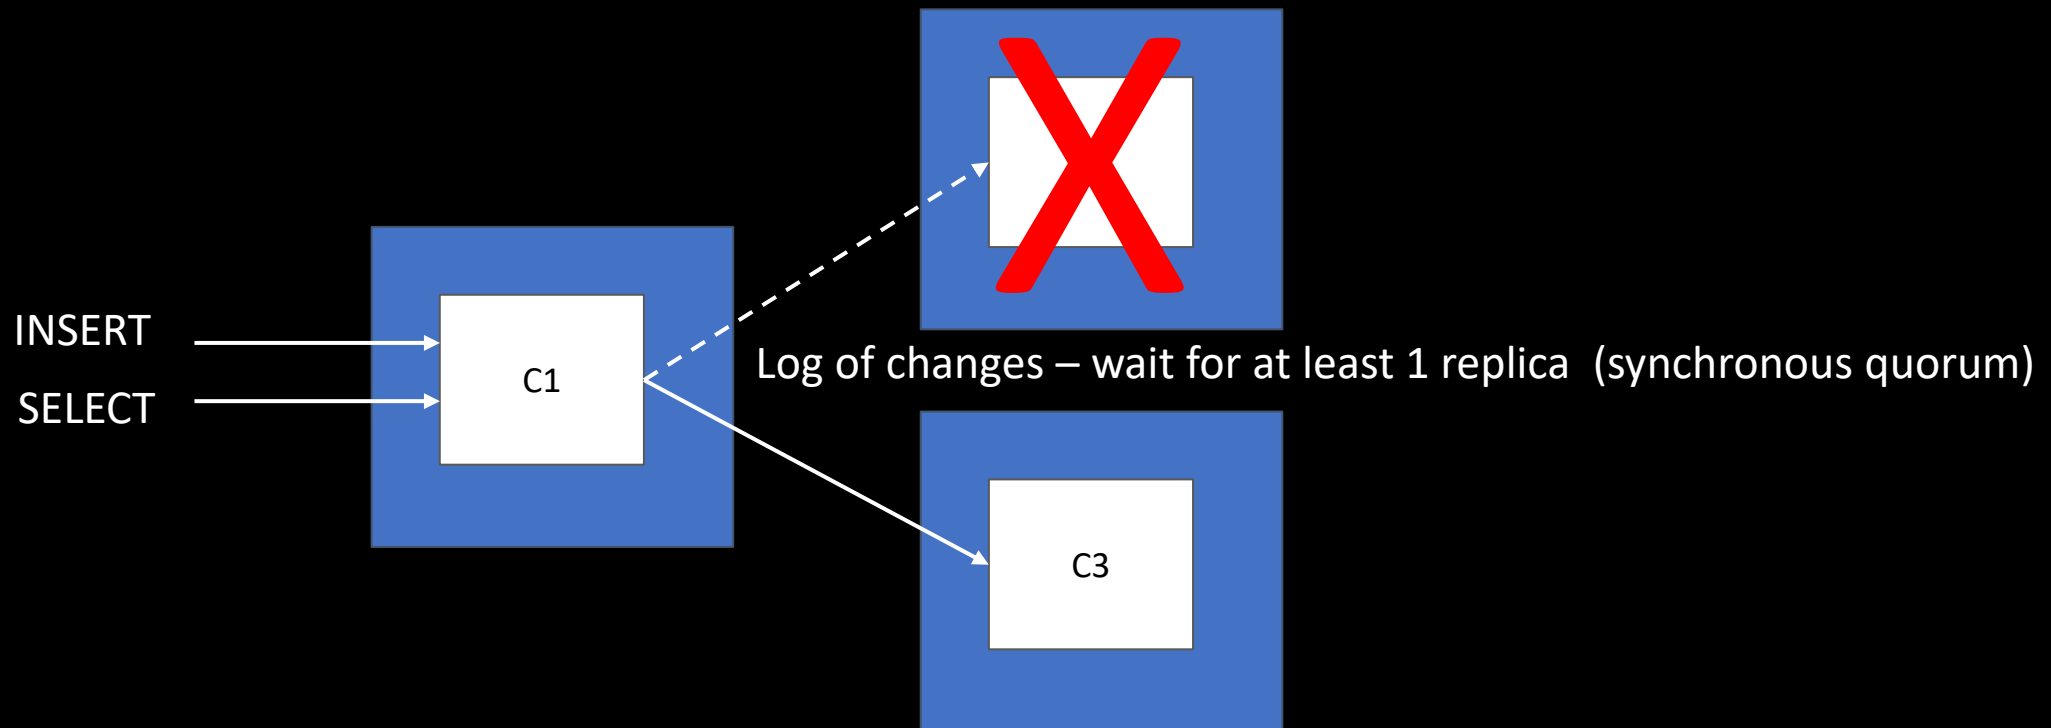 INSERT
SELECT
C1
Log of changes – wait for at least 1 replica  (synchronous quorum)
C3